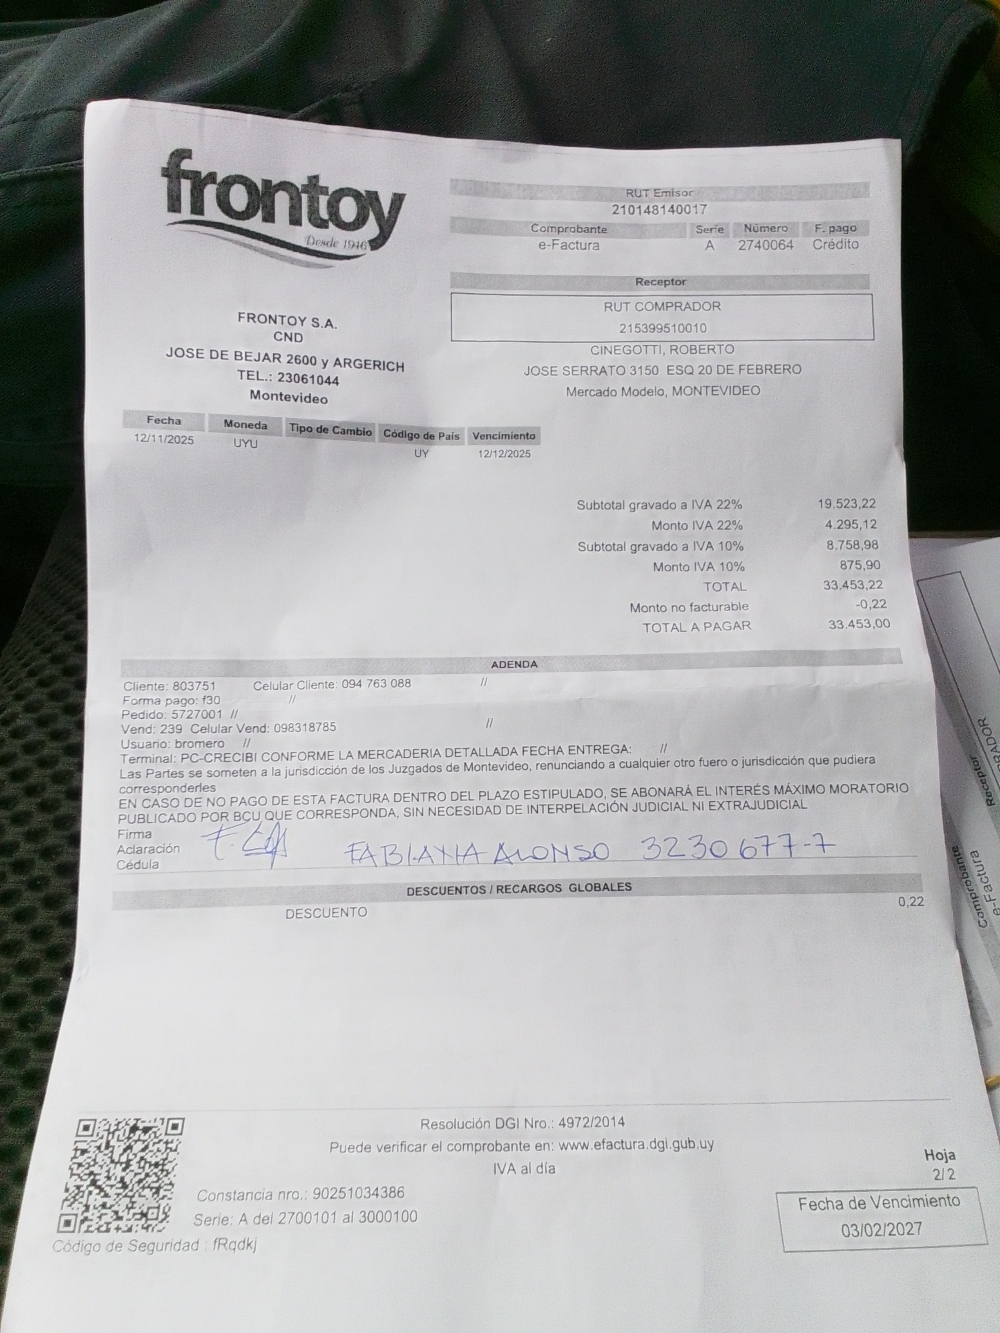 frontoy
Desde 1946
RUT Emisor
210148140017
Comprobante Serie Número F. pago
e-Factura A 2740064 Crédito
Receptor
RUT COMPRADOR
215399510010
CINEGOTTI, ROBERTO
JOSE SERRATO 3150 ESQ 20 DE FEBRERO
Mercado Modelo, MONTEVIDEO
FRONTOY S.A.
CND
JOSE DE BEJAR 2600 y ARGERICH
TEL.: 23061044
Montevideo
Fecha Moneda Tipo de Cambio Código de País Vencimiento
12/11/2025 UYU UY 12/12/2025
Subtotal gravado a IVA 22% 19.523,22
Monto IVA 22% 4.295,12
Subtotal gravado a IVA 10% 8.758,98
Monto IVA 10% 875,90
TOTAL 33.453,22
Monto no facturable -0,22
TOTAL A PAGAR 33.453,00
ADENDA
Cliente: 803751 Celular Cliente: 094 763 088 //
Forma pago: f30 //
Pedido: 5727001 //
Vend: 239 Celular Vend: 098318785 //
Usuario: bromero //
Terminal: PC-CRECIBI CONFORME LA MERCADERIA DETALLADA FECHA ENTREGA: //
Las Partes se someten a la jurisdicción de los Juzgados de Montevideo, renunciando a cualquier otro fuero o jurisdicción que pudiera
corresponderles
EN CASO DE NO PAGO DE ESTA FACTURA DENTRO DEL PLAZO ESTIPULADO, SE ABONARÁ EL INTERÉS MÁXIMO MORATORIO
PUBLICADO POR BCU QUE CORRESPONDA, SIN NECESIDAD DE INTERPELACIÓN JUDICIAL NI EXTRAJUDICIAL
Firma
Aclaración FABIANA ALONSO 3230677-7
Cédula
DESCUENTOS / RECARGOS GLOBALES
DESCUENTO 0,22
Resolución DGI Nro.: 4972/2014
Puede verificar el comprobante en: www.efactura.dgi.gub.uy
IVA al día
Constancia nro.: 90251034386
Serie: A del 2700101 al 3000100
Código de Seguridad : fRqdkj
Hoja
2/2
Fecha de Vencimiento
03/02/2027
Receptor
Comprobante
e-Factura